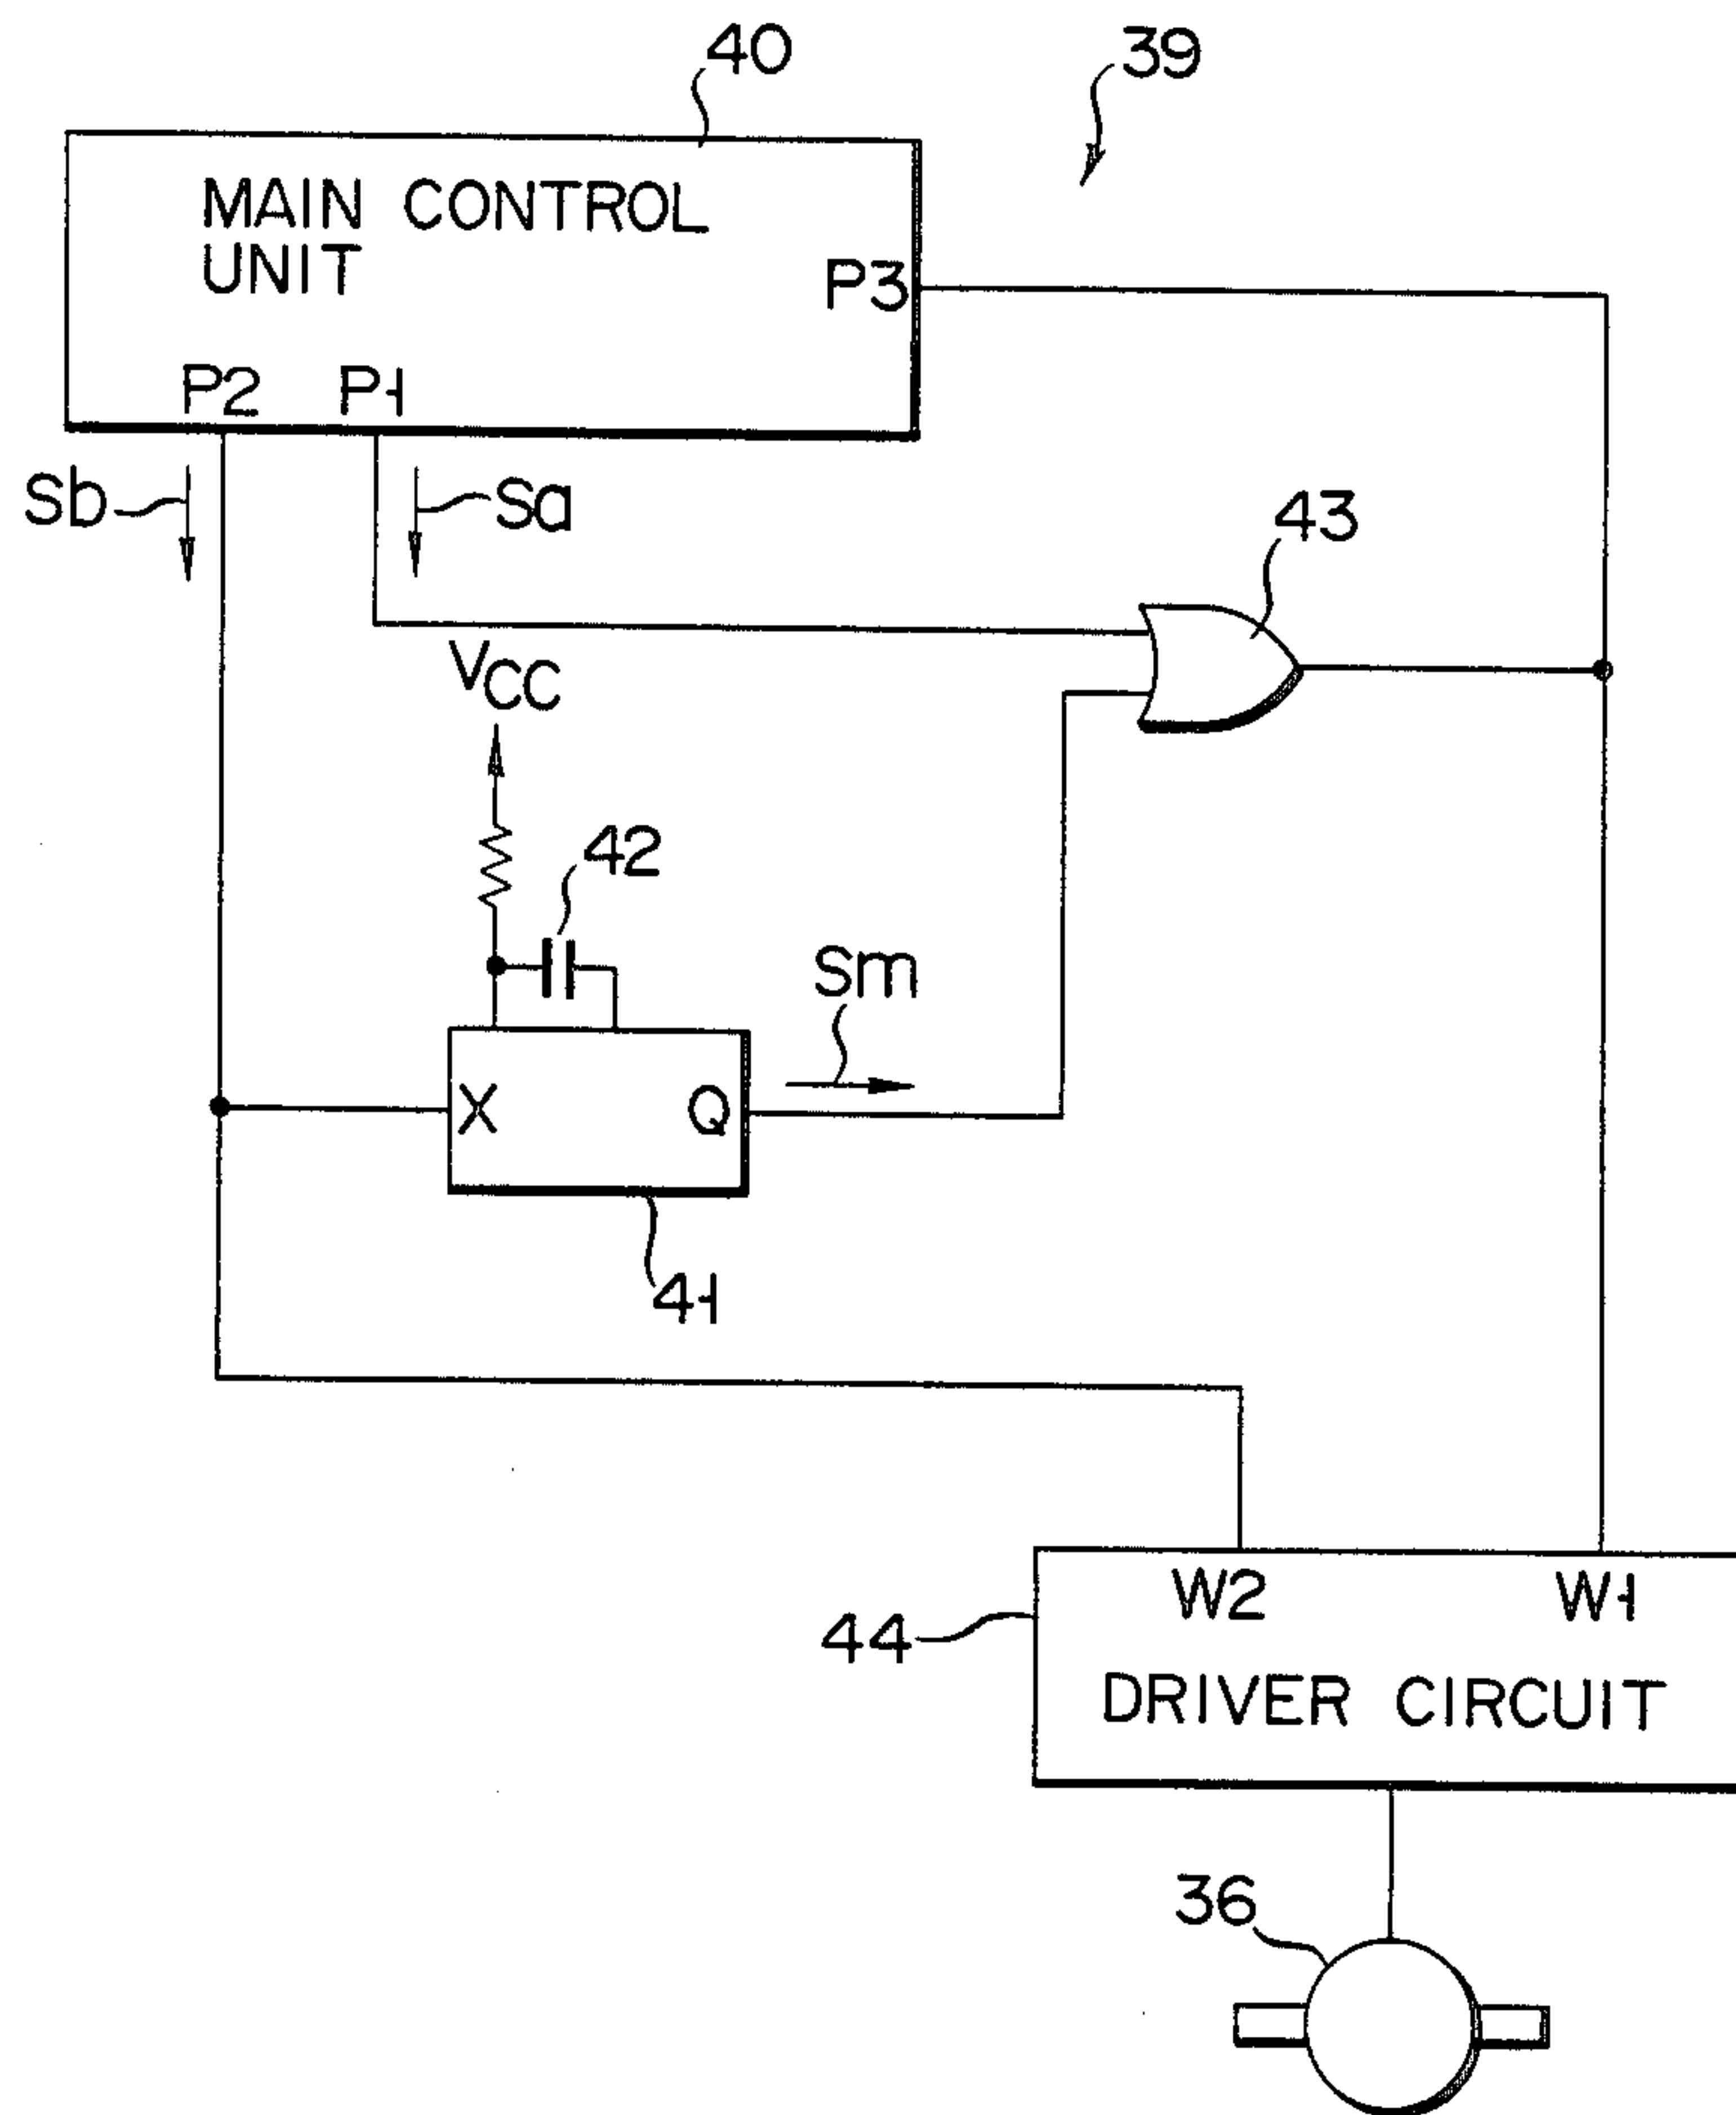 40
39
MAIN CONTROL
UNIT
P3
P2 P1
Sb
Sa
43
VCC
42
Sm
X
Q
41
W2
W1
44
DRIVER CIRCUIT
36